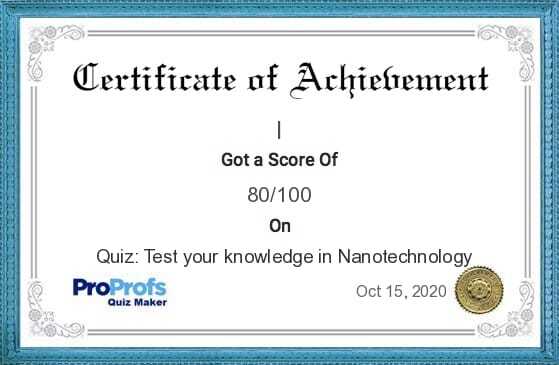 Certificate of Achievement
|
Got a Score Of
80/100
On
Quiz: Test your knowledge in Nanotechnology
ProProfs
Quiz Maker
Oct 15, 2020